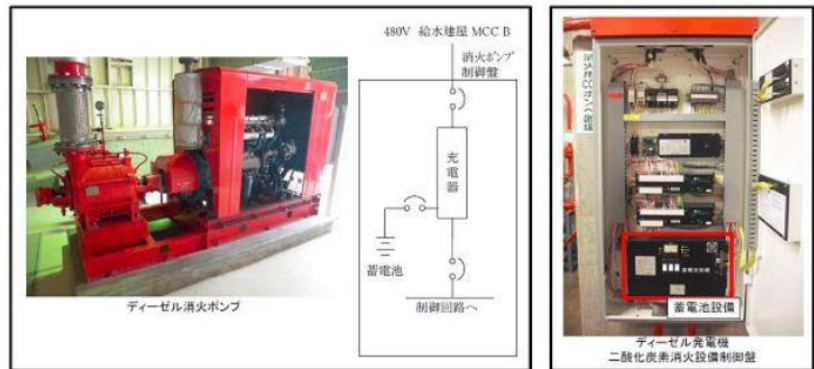 480V 給水建屋 MCC B
消火ポンプ
制御盤
充電器
蓄電池
制御回路へ
ディーゼル消火ポンプ
蓄電池設備
ディーゼル発電機
二酸化炭素消火設備制御盤